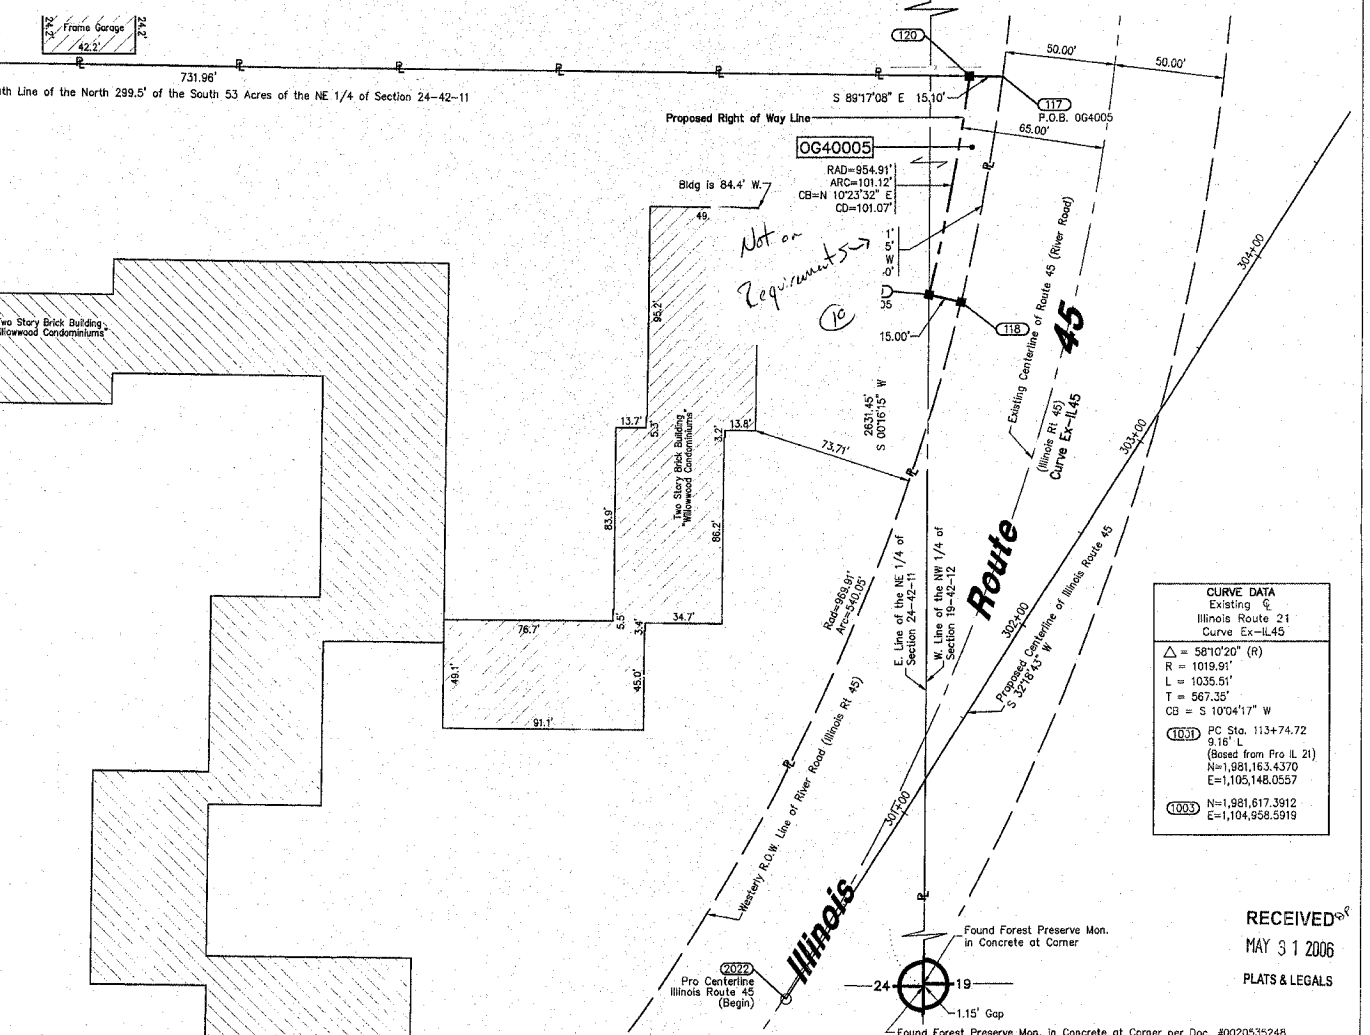 24.2'
Frame Garage
24.2'
42.2'
731.96'
th Line of the North 299.5' of the South 53 Acres of the NE 1/4 of Section 24-42-11
120
50.00'
50.00'
S 89°17'08" E 15.10'
117
P.O.B. 0G4005
Proposed Right of Way Line
65.00'
OG40005
RAD=954.91'
ARC=101.12'
CB=N 10°23'32" E
CD=101.07'
Bldg is 84.4' W.
49.
Not on
Requirements
10
1'
5'
W
-0'
05
15.00'
118
95.2'
Two Story Brick Building
"Willowwood Condominiums"
wo Story Brick Building
illowwood Condominiums"
13.7'
5.3'
3.2'
13.8'
73.71'
2631.45'
S 00°16'15" W
83.9'
86.2'
76.7'
5.5'
3.4'
34.7'
49.1'
45.0'
91.1'
Rad=969.91'
Arc=540.05'
E. Line of the NE 1/4 of
Section 24-42-11
W. Line of the NW 1/4 of
Section 19-42-12
Existing Centerline of Route 45 (River Road)
(Illinois Rt 45)
Curve Ex-IL45
Illinois Route 45
304+00
303+00
302+00
301+00
Proposed Centerline of Illinois Route 45
S 32°18'43" W
Westerly R.O.W. Line of River Road (Illinois Rt 45)
CURVE DATA
Existing ℄
Illinois Route 21
Curve Ex-IL45
△ = 58°10'20" (R)
R = 1019.91'
L = 1035.51'
T = 567.35'
CB = S 10°04'17" W
1001 PC Sta. 113+74.72
9.16' L
(Based from Pro IL 21)
N=1,981,163.4370
E=1,105,148.0557
1003 N=1,981,617.3912
E=1,104,958.5919
2022
Pro Centerline
Illinois Route 45
(Begin)
Found Forest Preserve Mon.
in Concrete at Corner
24
19
1.15' Gap
Found Forest Preserve Mon. in Concrete at Corner per Doc. #0020535248
RECEIVED
MAY 31 2006
PLATS & LEGALS